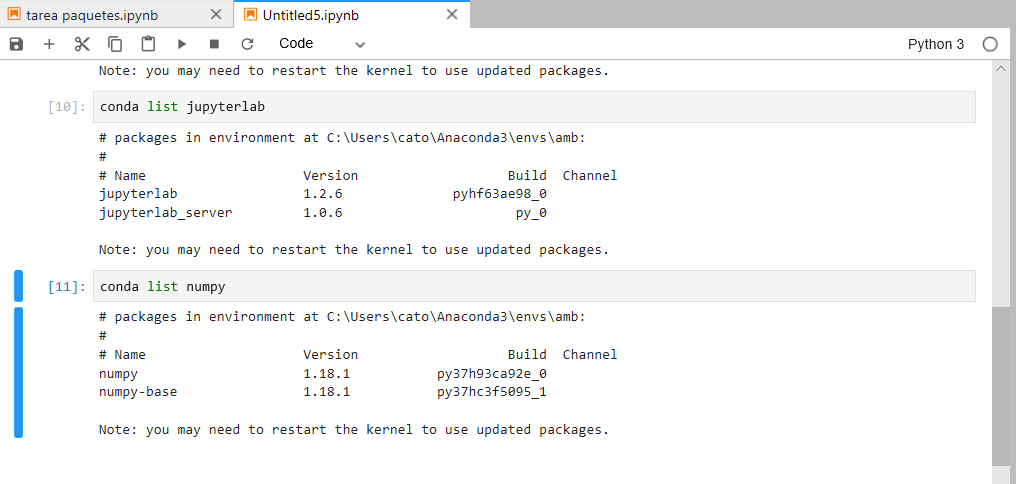 tarea paquetes.ipynb
Untitled5.ipynb
Code
Python 3
Note: you may need to restart the kernel to use updated packages.
[10]: conda list jupyterlab
# packages in environment at C:\Users\cato\Anaconda3\envs\amb:
#
# Name Version Build Channel
jupyterlab 1.2.6 pyhf63ae98_0
jupyterlab_server 1.0.6 py_0
Note: you may need to restart the kernel to use updated packages.
[11]: conda list numpy
# packages in environment at C:\Users\cato\Anaconda3\envs\amb:
#
# Name Version Build Channel
numpy 1.18.1 py37h93ca92e_0
numpy-base 1.18.1 py37hc3f5095_1
Note: you may need to restart the kernel to use updated packages.